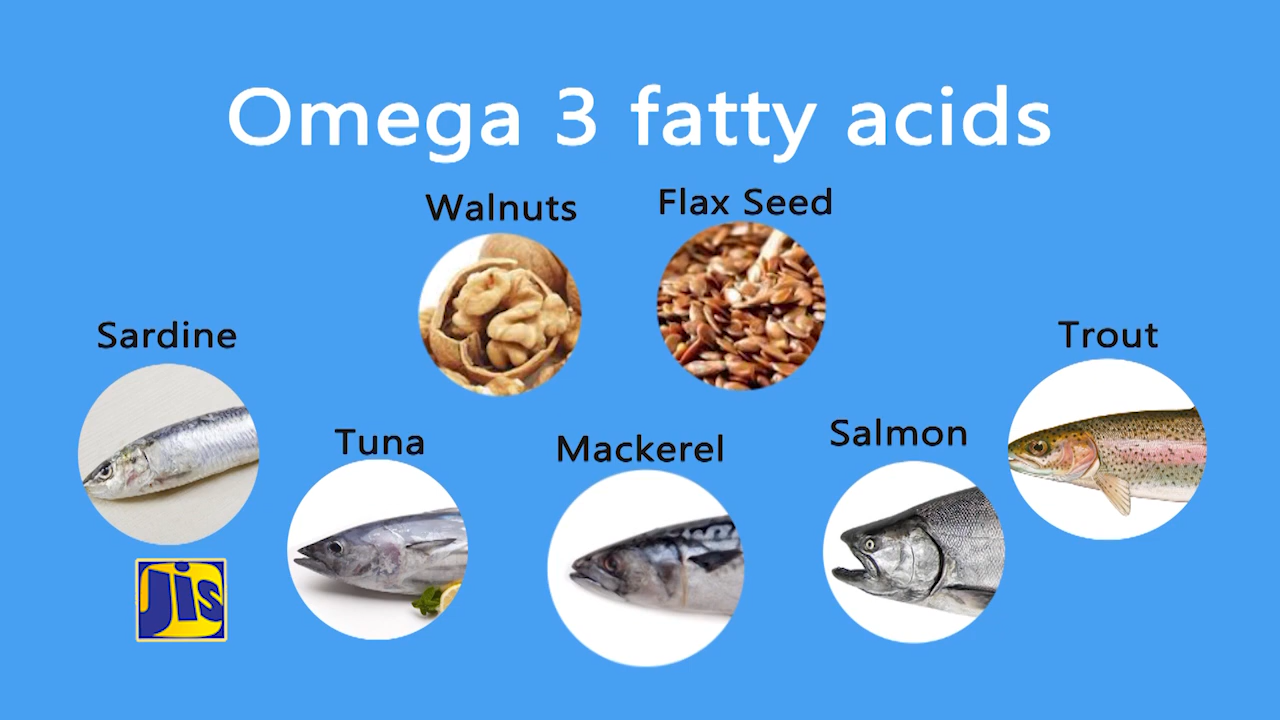 Omega 3 fatty acids
Walnuts
Flax Seed
Sardine
Trout
Tuna
Mackerel
Salmon
Jis